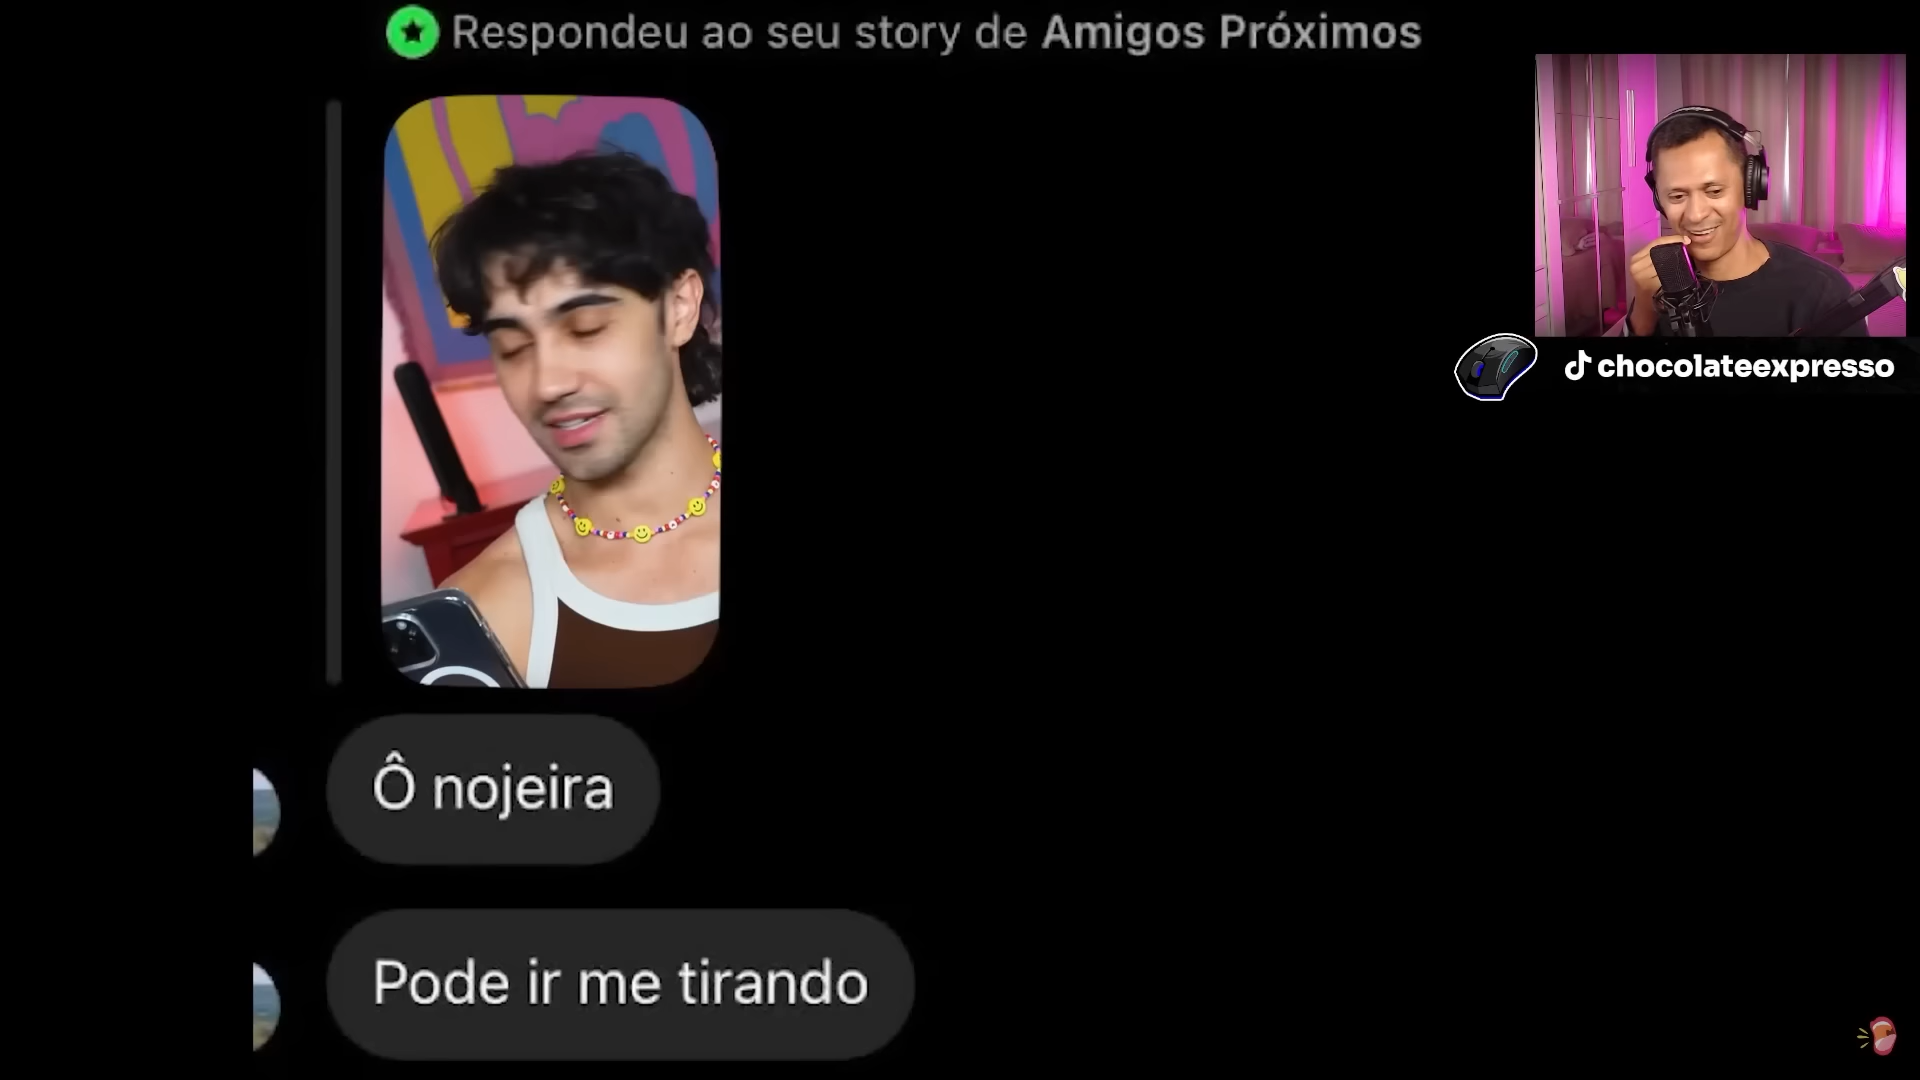 Respondeu ao seu story de Amigos Próximos
chocolateexpresso
Ô nojeira
Pode ir me tirando